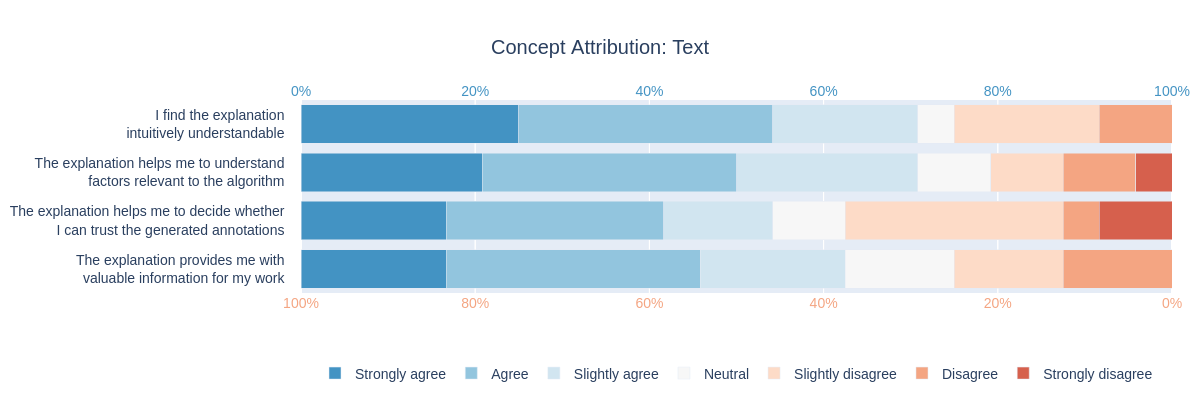 Concept Attribution: Text
0% 20% 40% 60% 80% 100%
I find the explanation
intuitively understandable
The explanation helps me to understand
factors relevant to the algorithm
The explanation helps me to decide whether
I can trust the generated annotations
The explanation provides me with
valuable information for my work
100% 80% 60% 40% 20% 0%
Strongly agree Agree Slightly agree Neutral Slightly disagree Disagree Strongly disagree